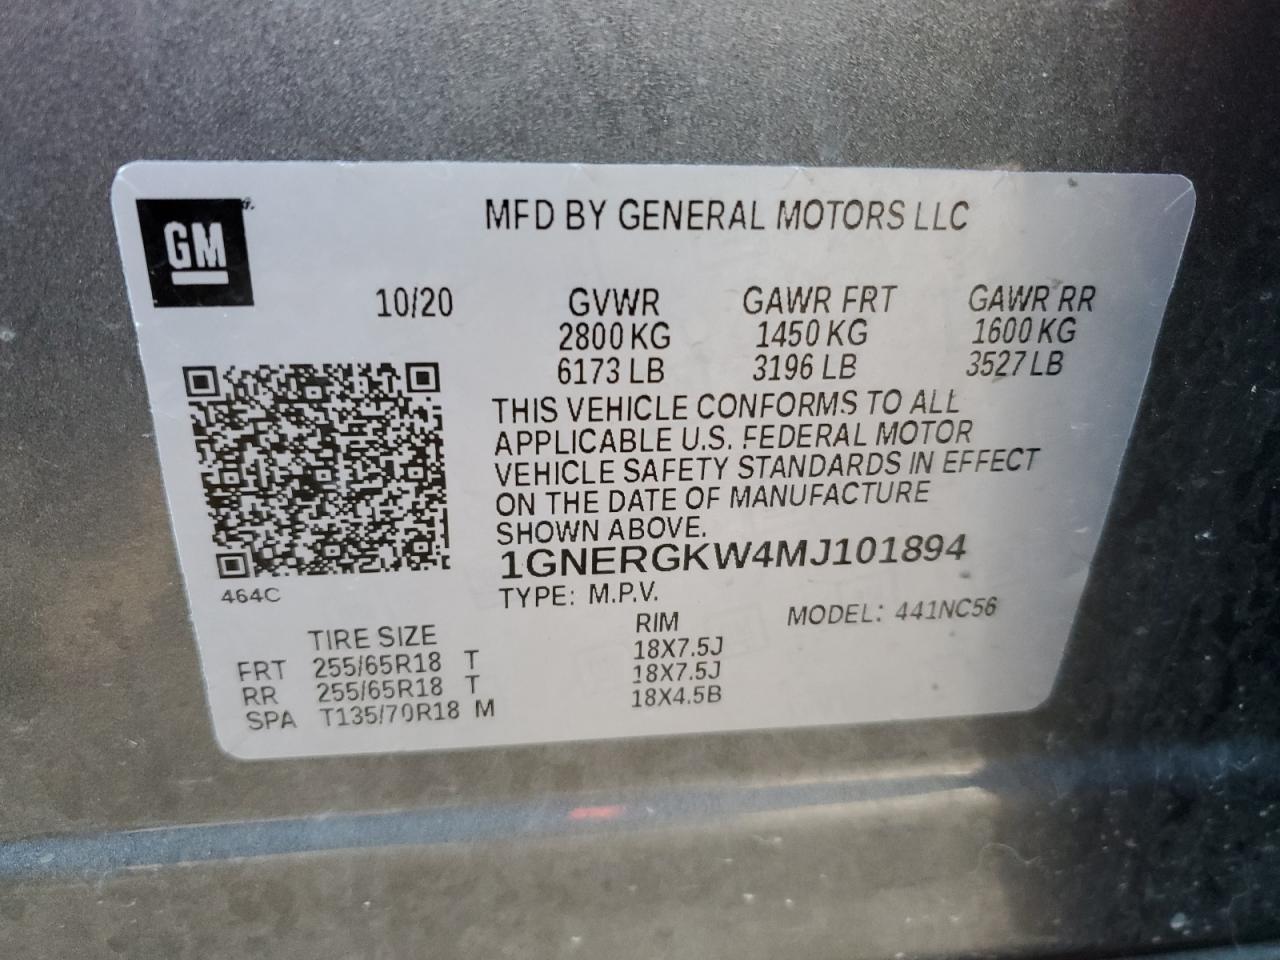 GM
MFD BY GENERAL MOTORS LLC
10/20 GVWR GAWR FRT GAWR RR
2800 KG 1450 KG 1600 KG
6173 LB 3196 LB 3527 LB
THIS VEHICLE CONFORMS TO ALL
APPLICABLE U.S. FEDERAL MOTOR
VEHICLE SAFETY STANDARDS IN EFFECT
ON THE DATE OF MANUFACTURE
SHOWN ABOVE.
1GNERGKW4MJ101894
464C
TYPE: M.P.V. MODEL: 441NC56
TIRE SIZE RIM
FRT 255/65R18 T 18X7.5J
RR 255/65R18 T 18X7.5J
SPA T135/70R18 M 18X4.5B